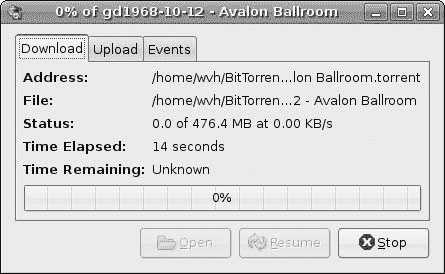 0% of gd1968-10-12 - Avalon Ballroom
Download Upload Events
Address: /home/wvh/BitTorren...lon Ballroom.torrent
File: /home/wvh/BitTorren...2 - Avalon Ballroom
Status: 0.0 of 476.4 MB at 0.00 KB/s
Time Elapsed: 14 seconds
Time Remaining: Unknown
0%
Open Resume Stop